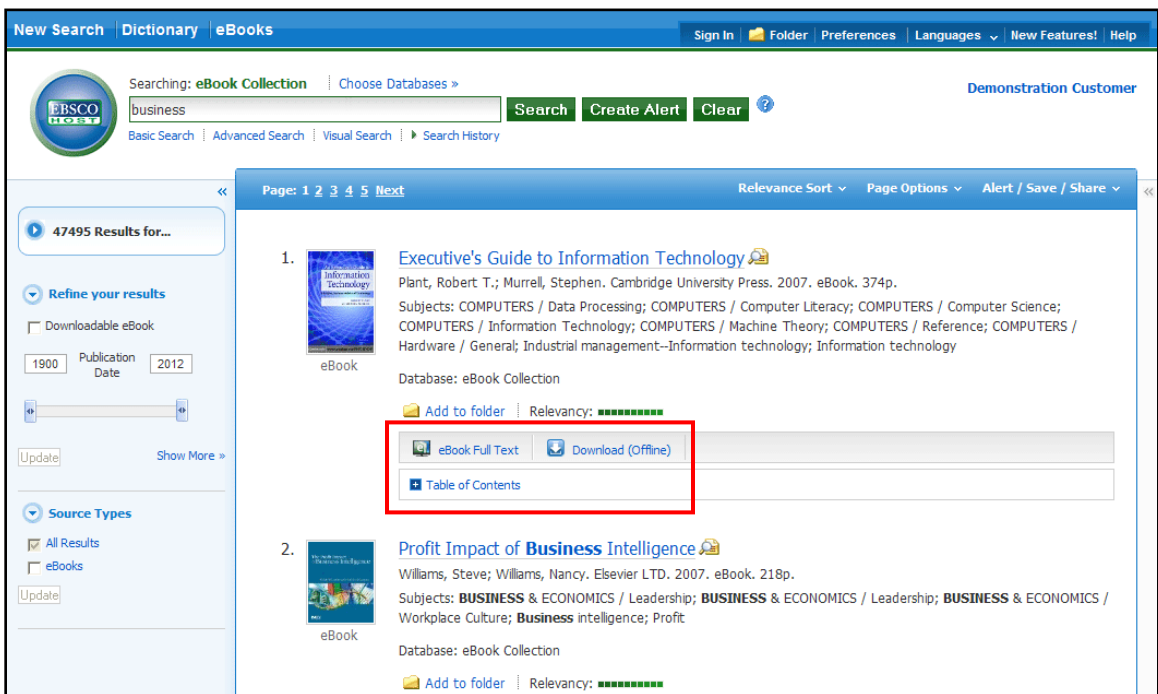 New Search Dictionary eBooks
Sign In Folder Preferences Languages New Features! Help
EBSCO
HOST
Searching: eBook Collection Choose Databases »
Demonstration Customer
business
Search Create Alert Clear ?
Basic Search Advanced Search Visual Search Search History
«
Page: 1 2 3 4 5 Next
Relevance Sort Page Options Alert / Save / Share
«
47495 Results for...
Refine your results
Downloadable eBook
1900 Publication Date 2012
Update Show More »
Source Types
All Results
eBooks
Update
1. Executive's Guide to Information Technology
Information
Technology
eBook
Plant, Robert T.; Murrell, Stephen. Cambridge University Press. 2007. eBook. 374p.
Subjects: COMPUTERS / Data Processing; COMPUTERS / Computer Literacy; COMPUTERS / Computer Science;
COMPUTERS / Information Technology; COMPUTERS / Machine Theory; COMPUTERS / Reference; COMPUTERS /
Hardware / General; Industrial management--Information technology; Information technology
Database: eBook Collection
Add to folder Relevancy:
eBook Full Text Download (Offline)
Table of Contents
2. Profit Impact of Business Intelligence
eBook
Williams, Steve; Williams, Nancy. Elsevier LTD. 2007. eBook. 218p.
Subjects: BUSINESS & ECONOMICS / Leadership; BUSINESS & ECONOMICS / Leadership; BUSINESS & ECONOMICS /
Workplace Culture; Business intelligence; Profit
Database: eBook Collection
Add to folder Relevancy: